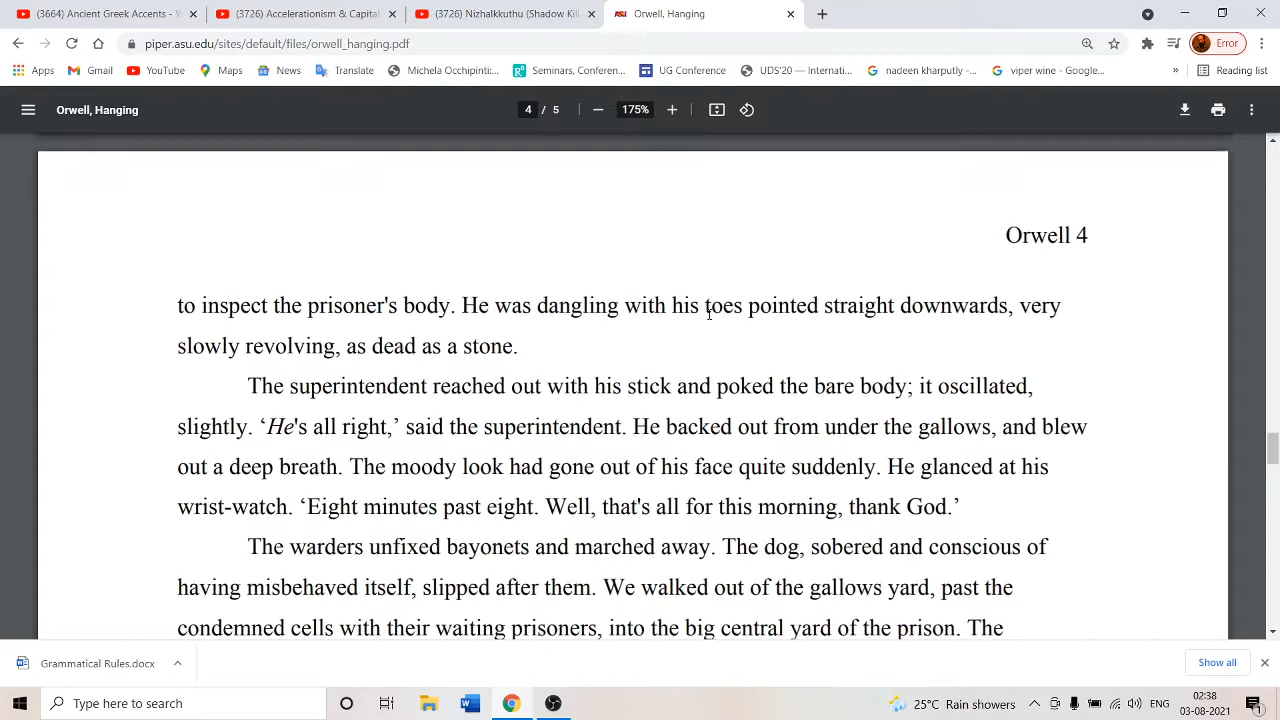 (3664) Ancient Greek Accents - Y
(3726) Accelerationism & Capital
(3726) Nizhalkkuthu (Shadow Kill
ASU Orwell, Hanging
piper.asu.edu/sites/default/files/orwell_hanging.pdf
Error
Apps
Gmail
YouTube
Maps
News
Translate
Michela Occhipinti...
Seminars, Conferen...
UG Conference
UDS'20 — Internati...
nadeen kharputly -...
viper wine - Google...
»
Reading list
Orwell, Hanging
4 / 5
175%
Orwell 4
to inspect the prisoner's body. He was dangling with his toes pointed straight downwards, very
slowly revolving, as dead as a stone.
The superintendent reached out with his stick and poked the bare body; it oscillated,
slightly. ‘He's all right,’ said the superintendent. He backed out from under the gallows, and blew
out a deep breath. The moody look had gone out of his face quite suddenly. He glanced at his
wrist-watch. ‘Eight minutes past eight. Well, that's all for this morning, thank God.’
The warders unfixed bayonets and marched away. The dog, sobered and conscious of
having misbehaved itself, slipped after them. We walked out of the gallows yard, past the
condemned cells with their waiting prisoners, into the big central yard of the prison. The
Grammatical Rules.docx
Show all
Type here to search
25°C Rain showers
ENG
02:38
03-08-2021
1